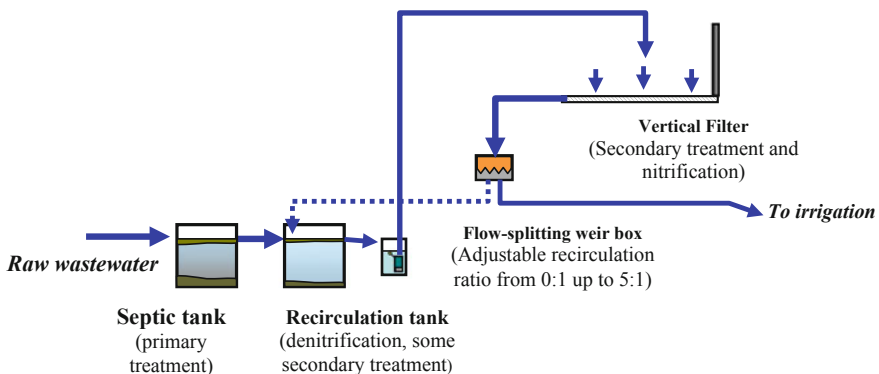 Vertical Filter
(Secondary treatment and
nitrification)
To irrigation
Flow-splitting weir box
(Adjustable recirculation
ratio from 0:1 up to 5:1)
Raw wastewater
Septic tank
(primary
treatment)
Recirculation tank
(denitrification, some
secondary treatment)